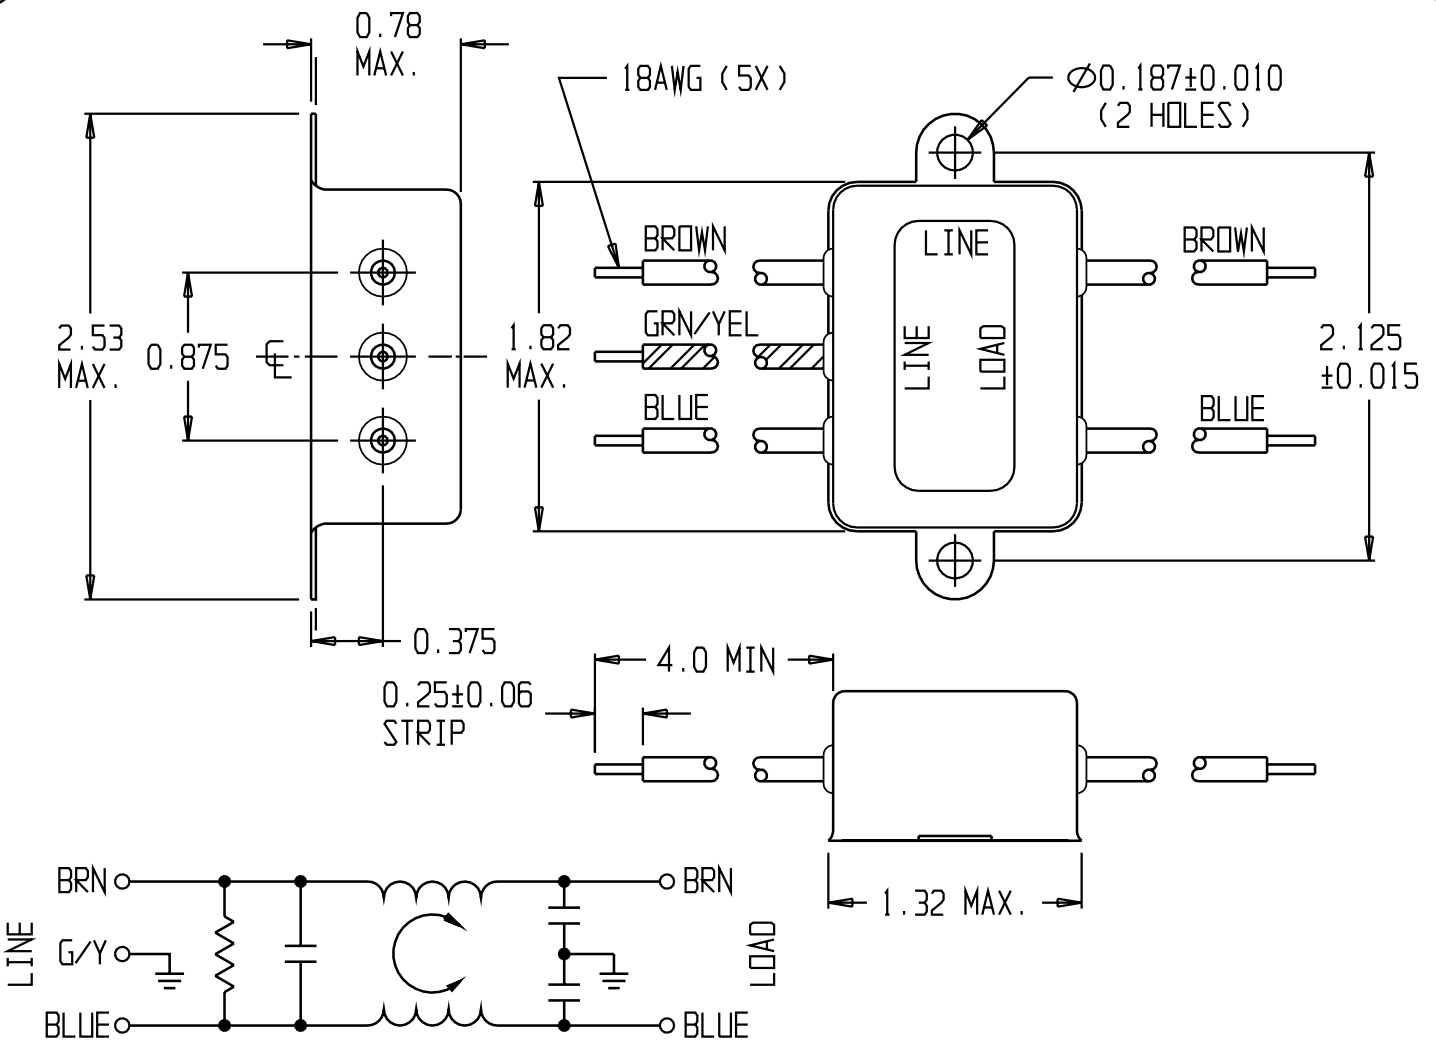 0.78
MAX.
18AWG (5X)
Ø0.187±0.010
(2 HOLES)
BROWN
LINE
BROWN
2.53
MAX.
0.875
℄
1.82
MAX.
GRN/YEL
LINE
LOAD
2.125
±0.015
BLUE
BLUE
0.375
4.0 MIN
0.25±0.06
STRIP
1.32 MAX.
BRN
BRN
LINE
G/Y
LOAD
BLUE
BLUE